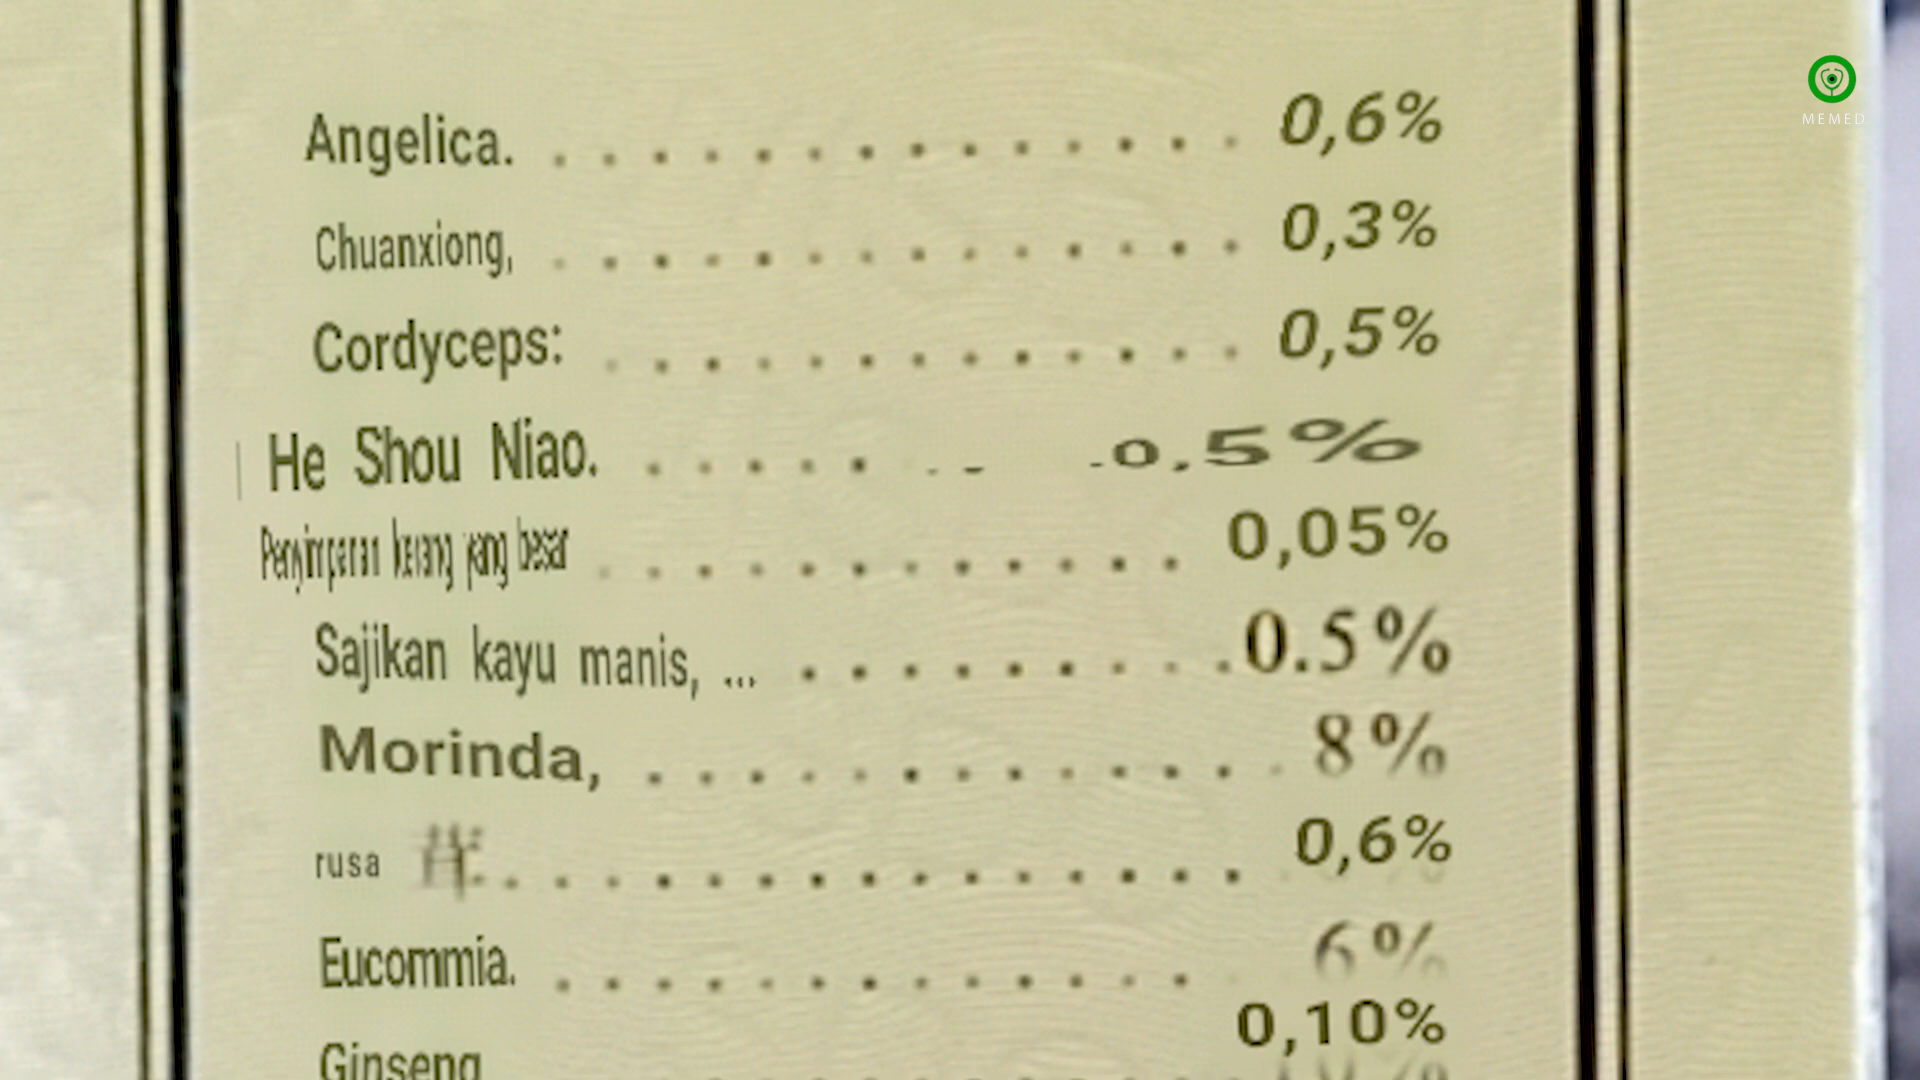 MEMED
Angelica. . . . . . . . . . . . . . . 0,6%
Chuanxiong, . . . . . . . . . . . . . . 0,3%
Cordyceps: . . . . . . . . . . . . . 0,5%
He Shou Niao. . . . . . 0.5%
Penyimpanan kerang yang besar . . . . . . . . . . . . 0,05%
Sajikan kayu manis, ... . . . . . . . . . 0.5%
Morinda, . . . . . . . . . . . . . 8%
rusa . . . . . . . . . . . . . . . 0,6%
Eucommia. . . . . . . . . . . . . . 6%
Ginseng 0,10%